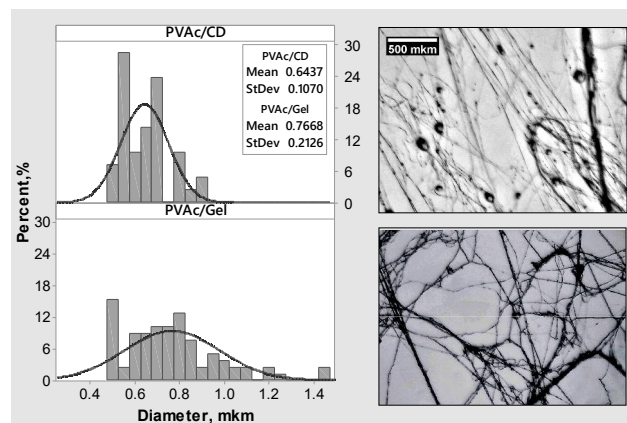 PVAc/CD
PVAc/CD
Mean 0.6437
StDev 0.1070
PVAc/Gel
Mean 0.7668
StDev 0.2126
30
24
18
12
6
0
PVAc/Gel
30
24
18
12
6
0
0.4 0.6 0.8 1.0 1.2 1.4
Percent,%
Diameter, mkm
500 mkm